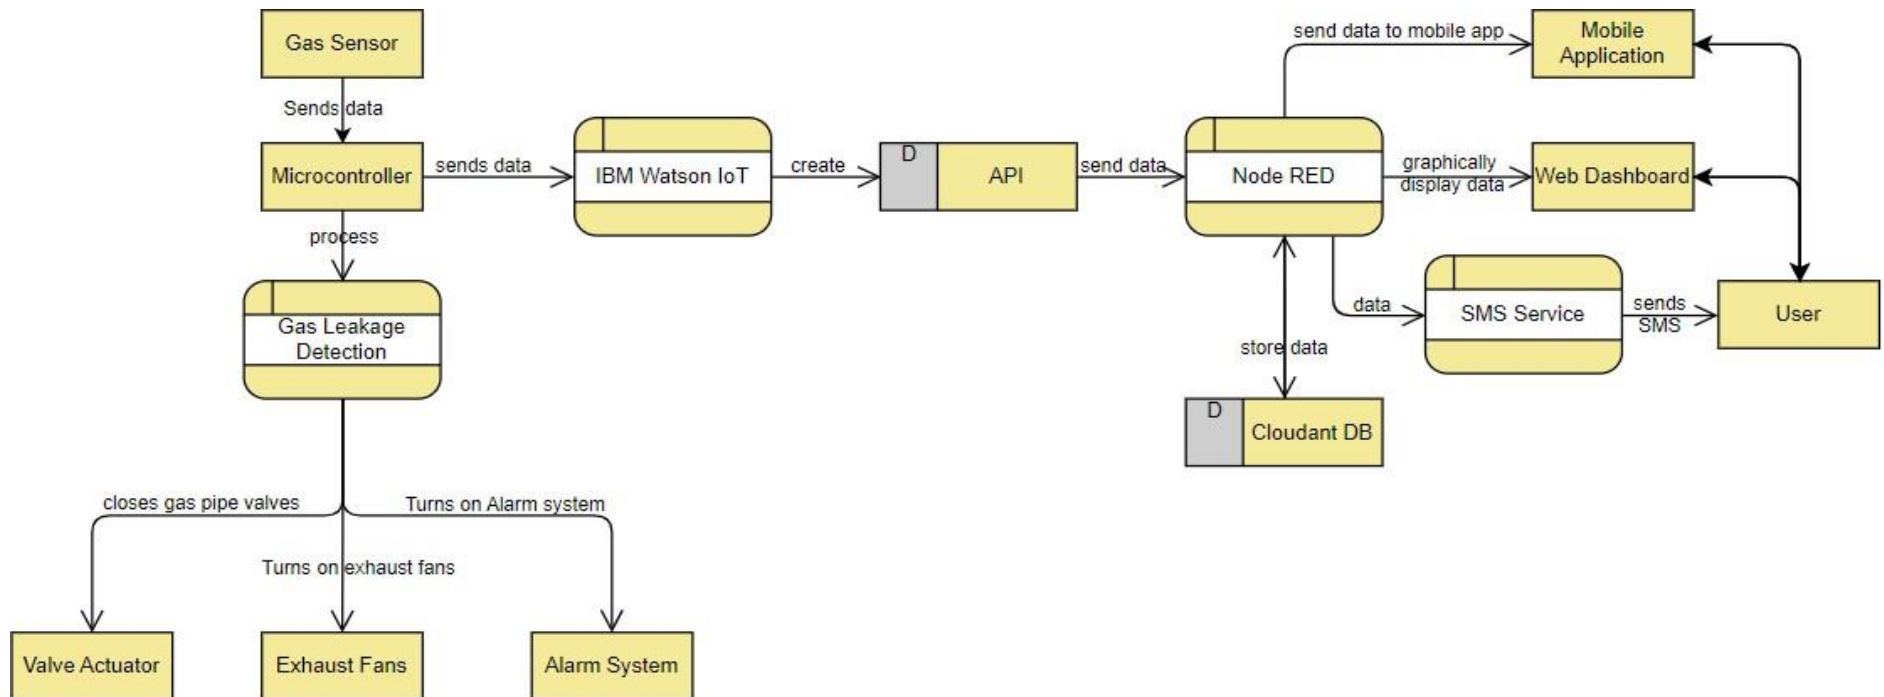 Gas Sensor
Sends data
Microcontroller
sends data
IBM Watson IoT
create
D
API
send data
Node RED
send data to mobile app
Mobile
Application
graphically
display data
Web Dashboard
process
Gas Leakage
Detection
data
SMS Service
sends
SMS
User
store data
D
Cloudant DB
closes gas pipe valves
Turns on Alarm system
Turns on exhaust fans
Valve Actuator
Exhaust Fans
Alarm System